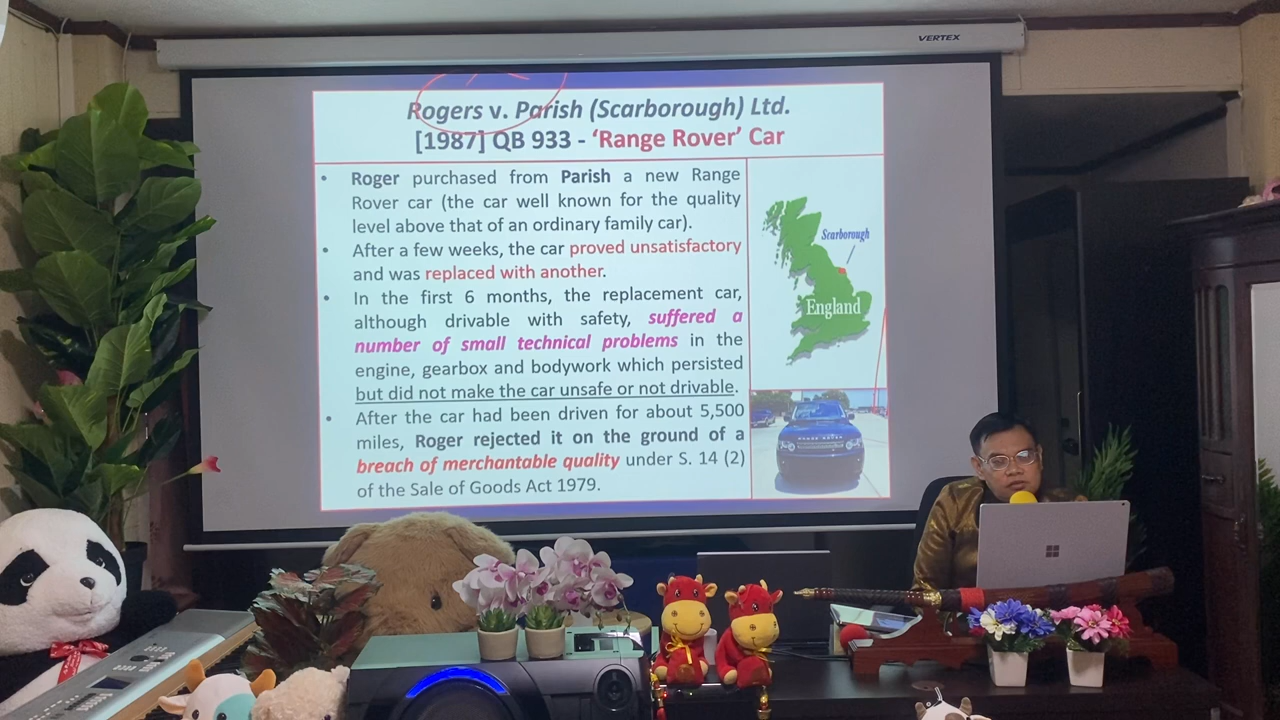 VERTEX
Rogers v. Parish (Scarborough) Ltd.
[1987] QB 933 - ‘Range Rover’ Car
• Roger purchased from Parish a new Range
Rover car (the car well known for the quality
level above that of an ordinary family car).
• After a few weeks, the car proved unsatisfactory
and was replaced with another.
• In the first 6 months, the replacement car,
although drivable with safety, suffered a
number of small technical problems in the
engine, gearbox and bodywork which persisted
but did not make the car unsafe or not drivable.
• After the car had been driven for about 5,500
miles, Roger rejected it on the ground of a
breach of merchantable quality under S. 14 (2)
of the Sale of Goods Act 1979.
Scarborough
England
RANGE ROVER